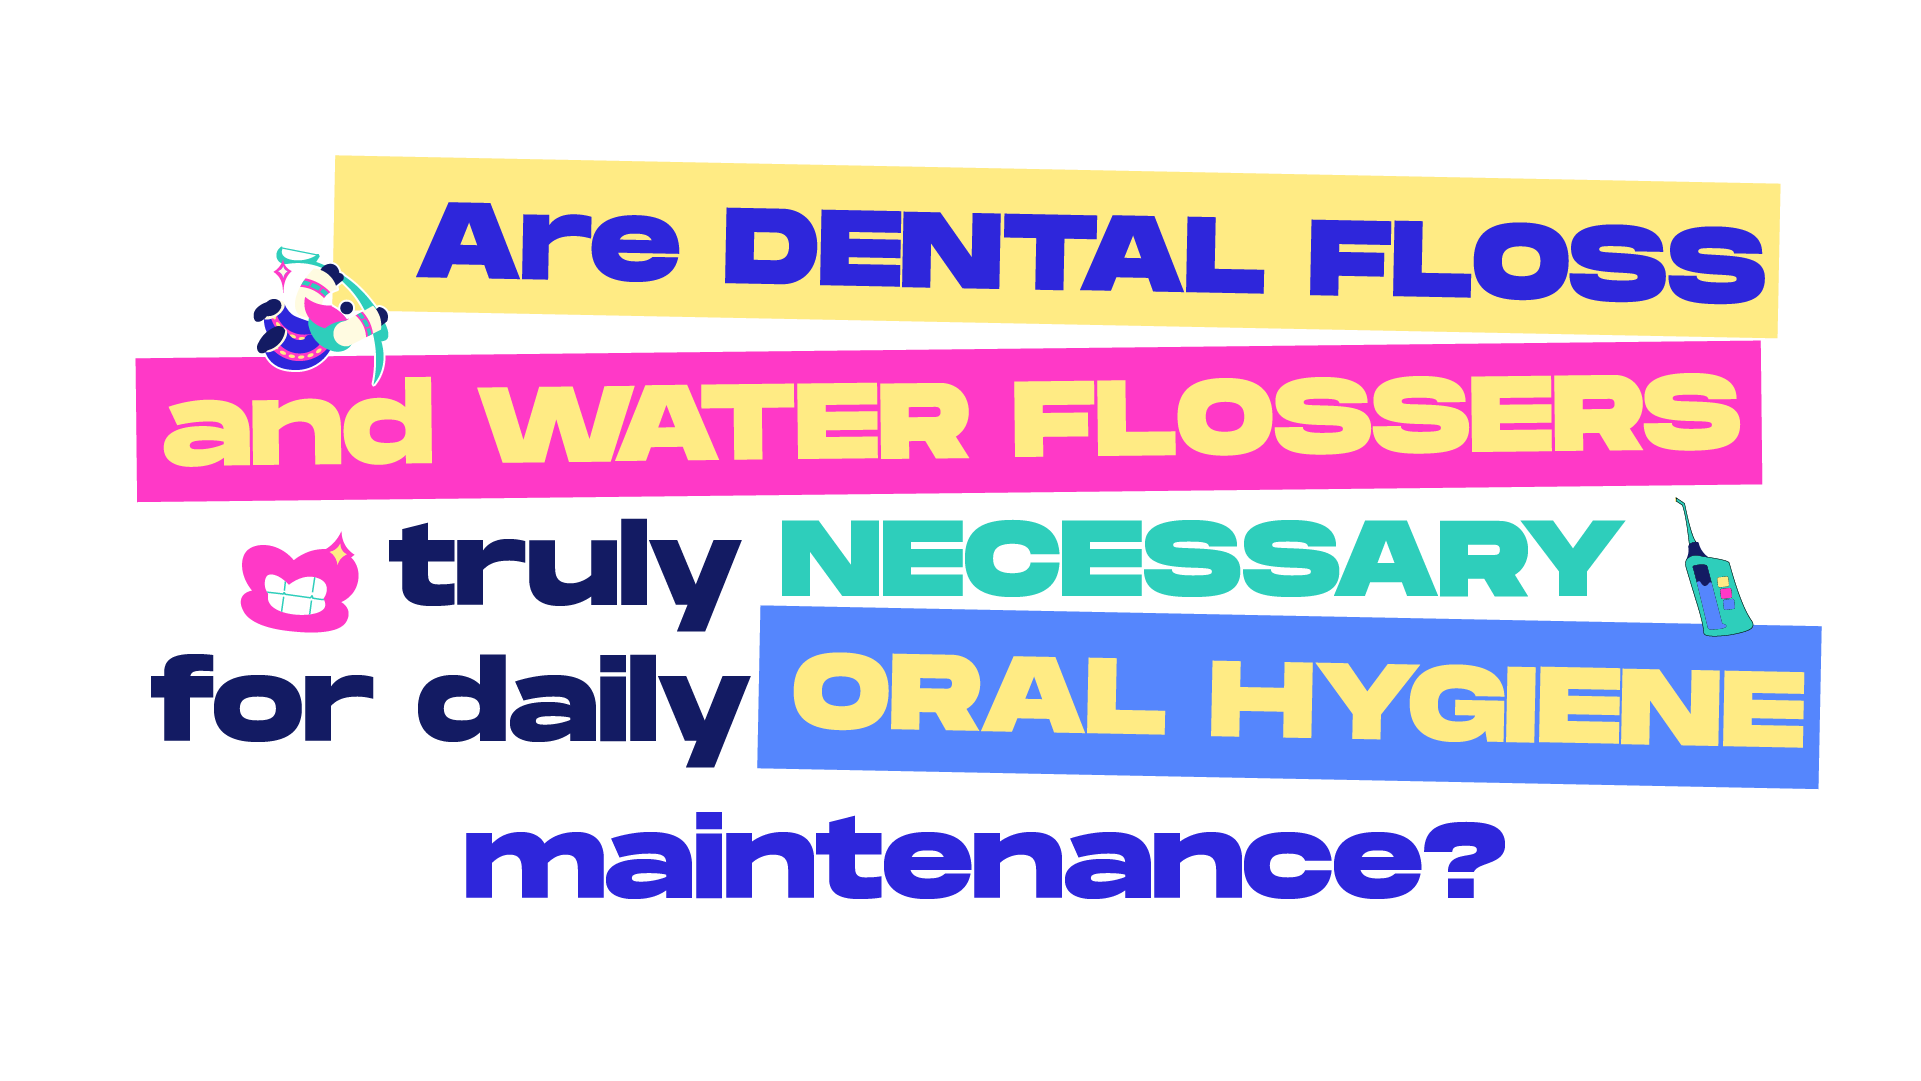 Are DENTAL FLOSS
and WATER FLOSSERS
truly NECESSARY
for daily ORAL HYGIENE
maintenance?